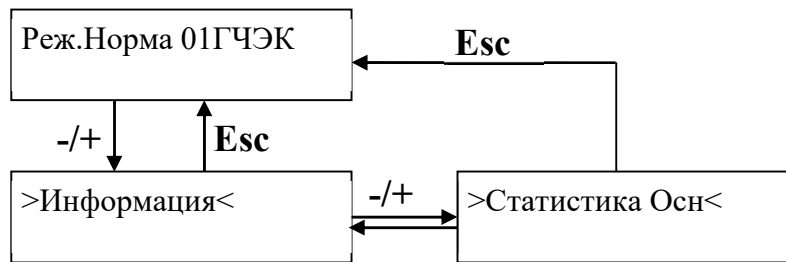 Реж.Норма 01ГЧЭК
Esc
-/+
Esc
>Информация<
-/+
>Статистика Осн<